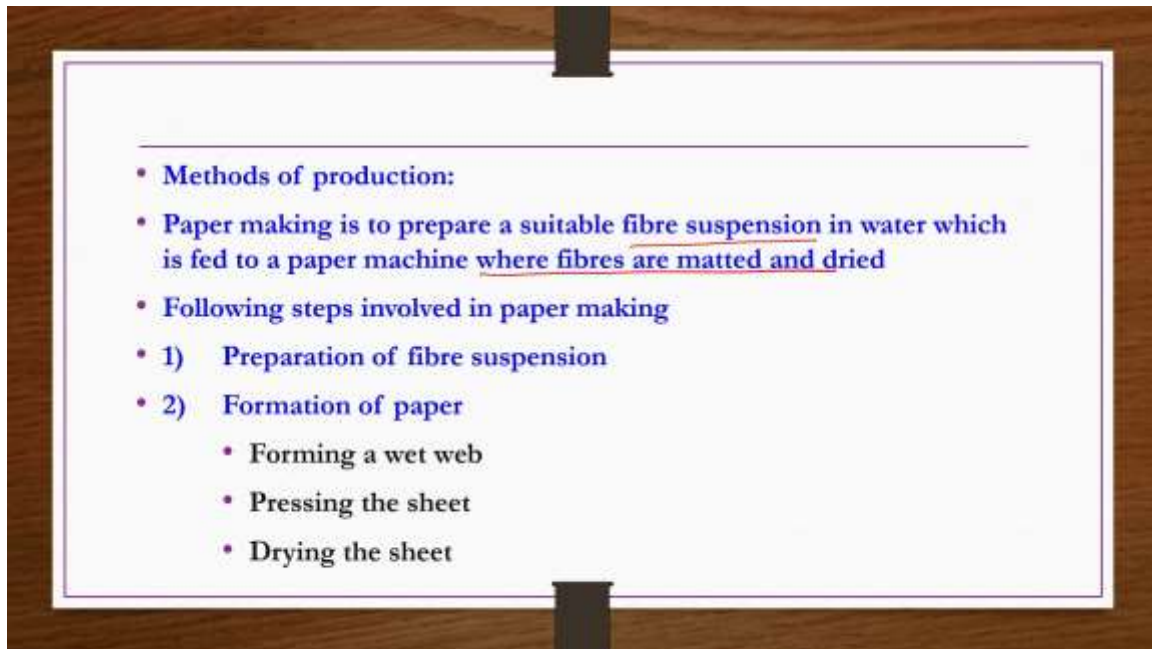 • Methods of production:
• Paper making is to prepare a suitable fibre suspension in water which
is fed to a paper machine where fibres are matted and dried
• Following steps involved in paper making
• 1) Preparation of fibre suspension
• 2) Formation of paper
• Forming a wet web
• Pressing the sheet
• Drying the sheet